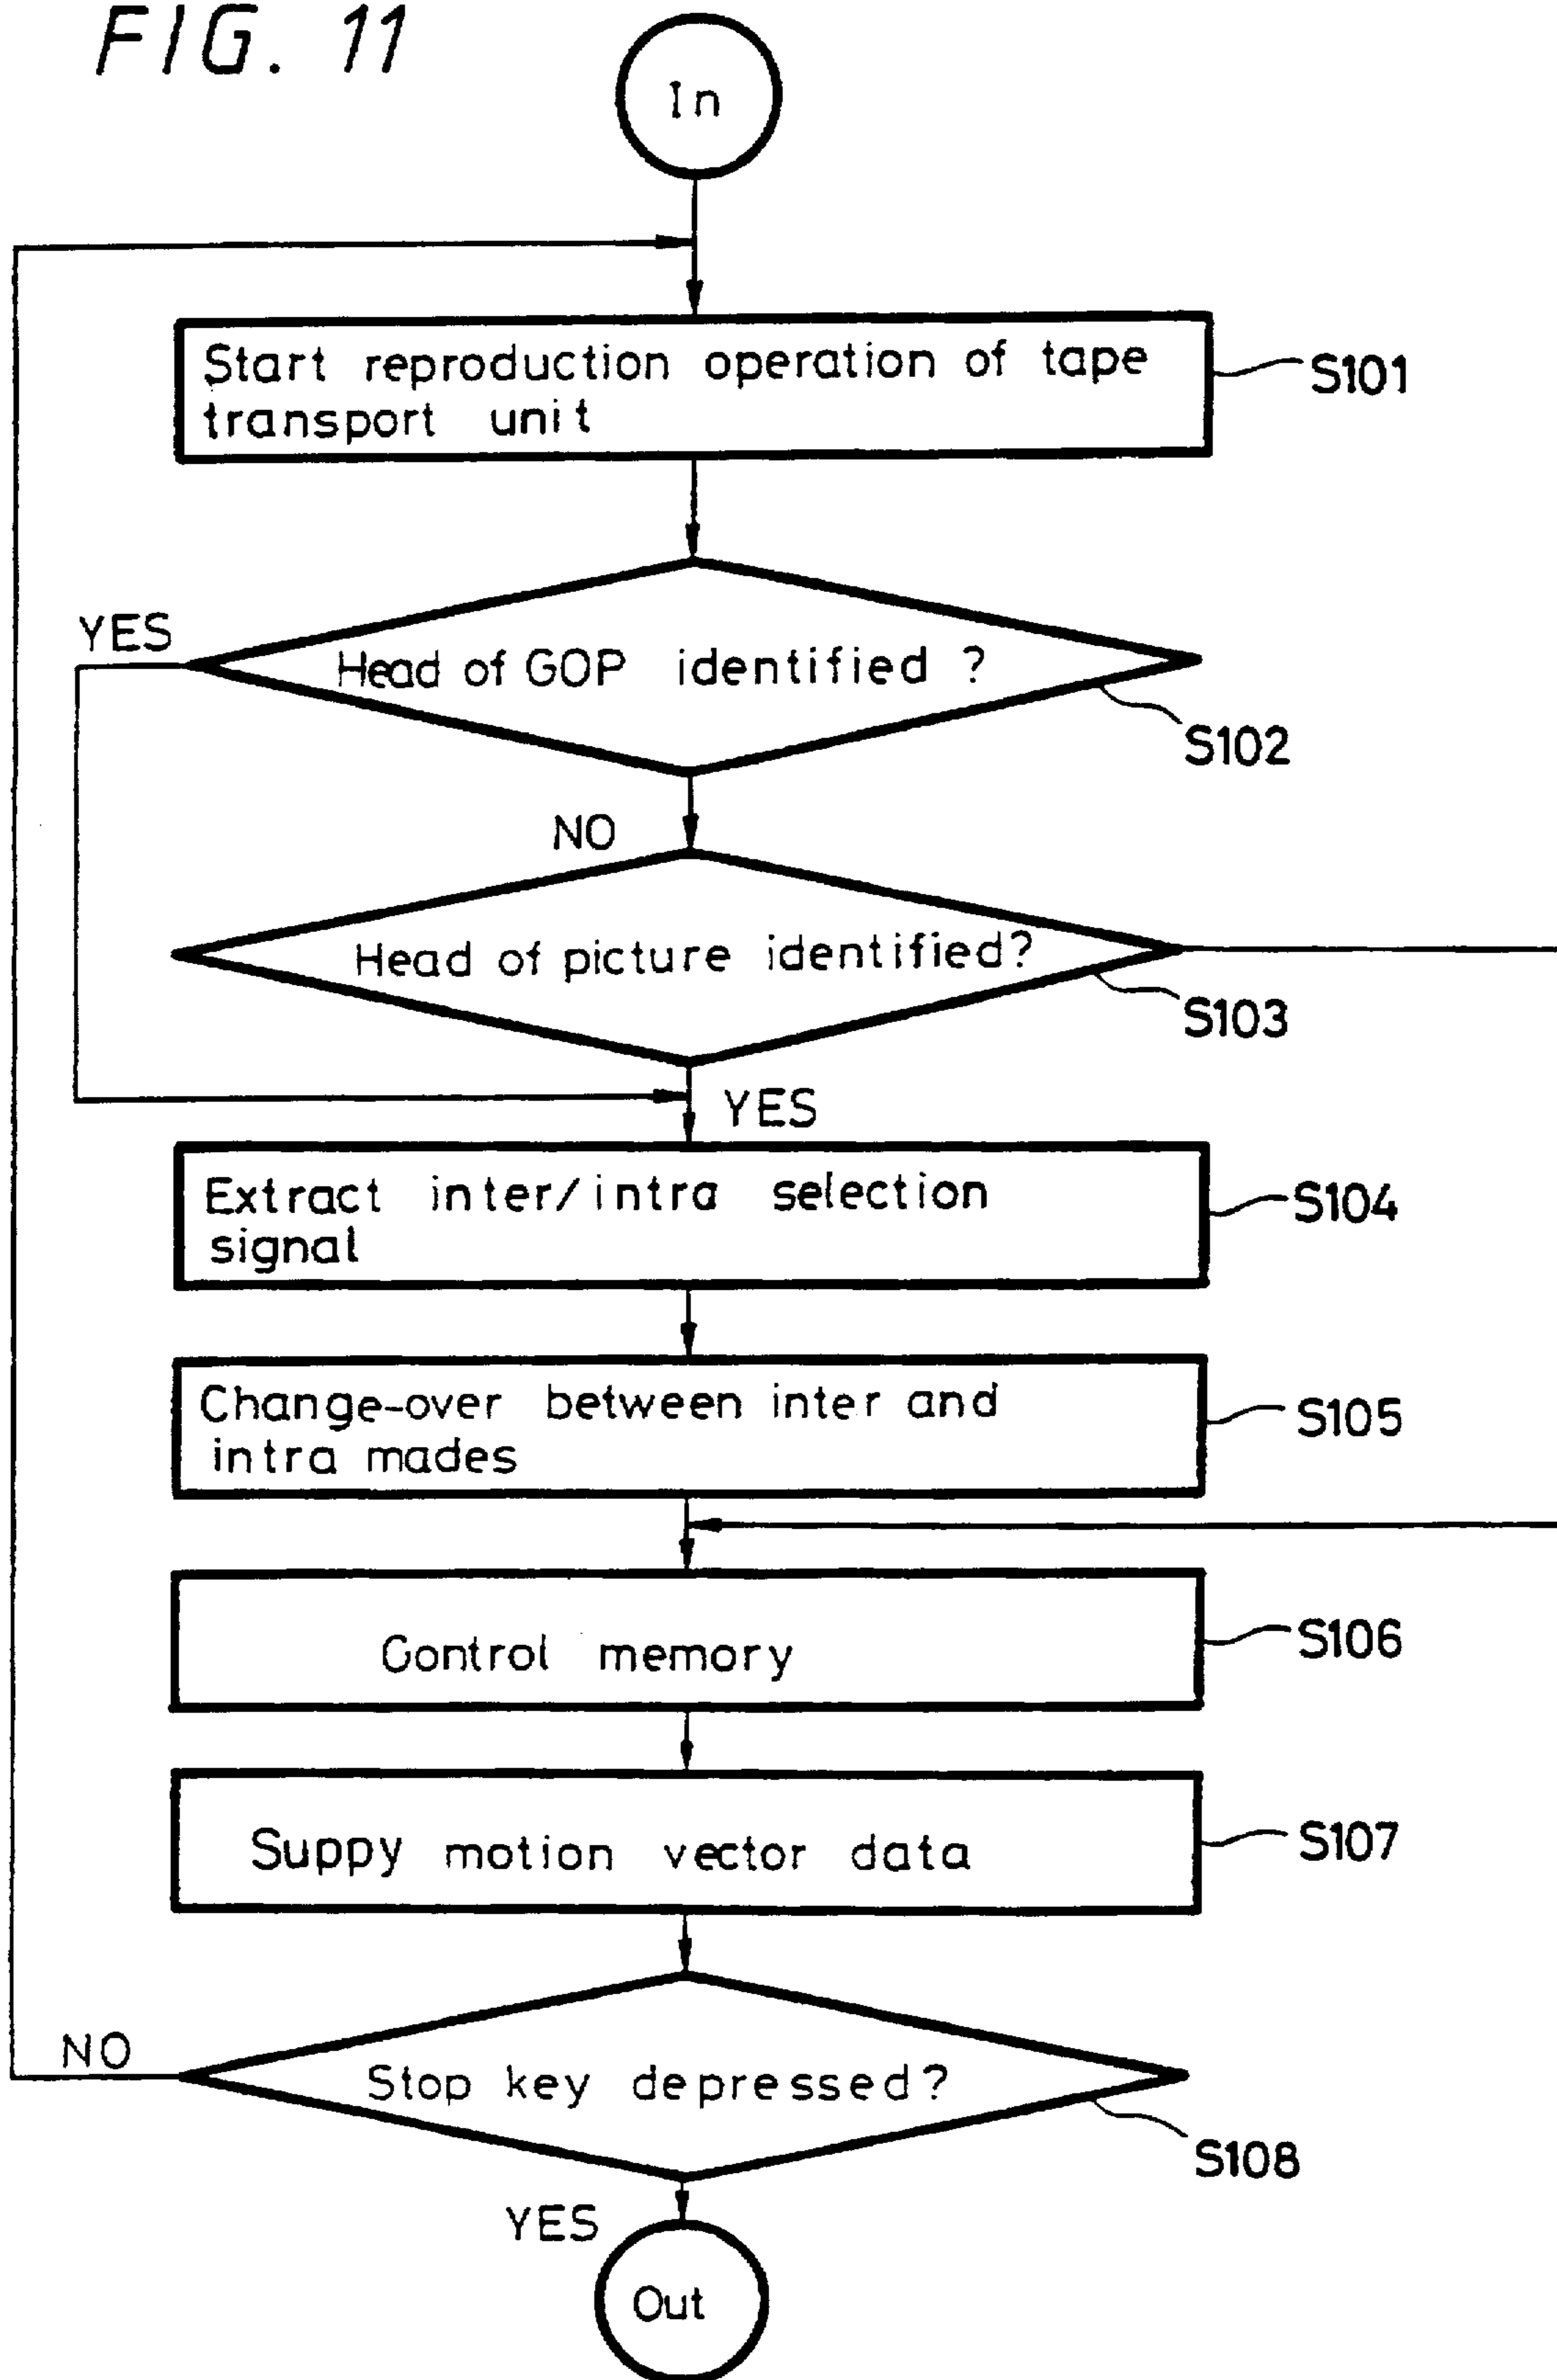 FIG. 11
In
Start reproduction operation of tape
transport unit
S101
YES
Head of GOP identified ?
S102
NO
Head of picture identified?
S103
YES
Extract inter/intra selection
signal
S104
Change-over between inter and
intra mades
S105
Control memory
S106
Suppy motion vector data
S107
NO
Stop key depressed?
S108
YES
Out